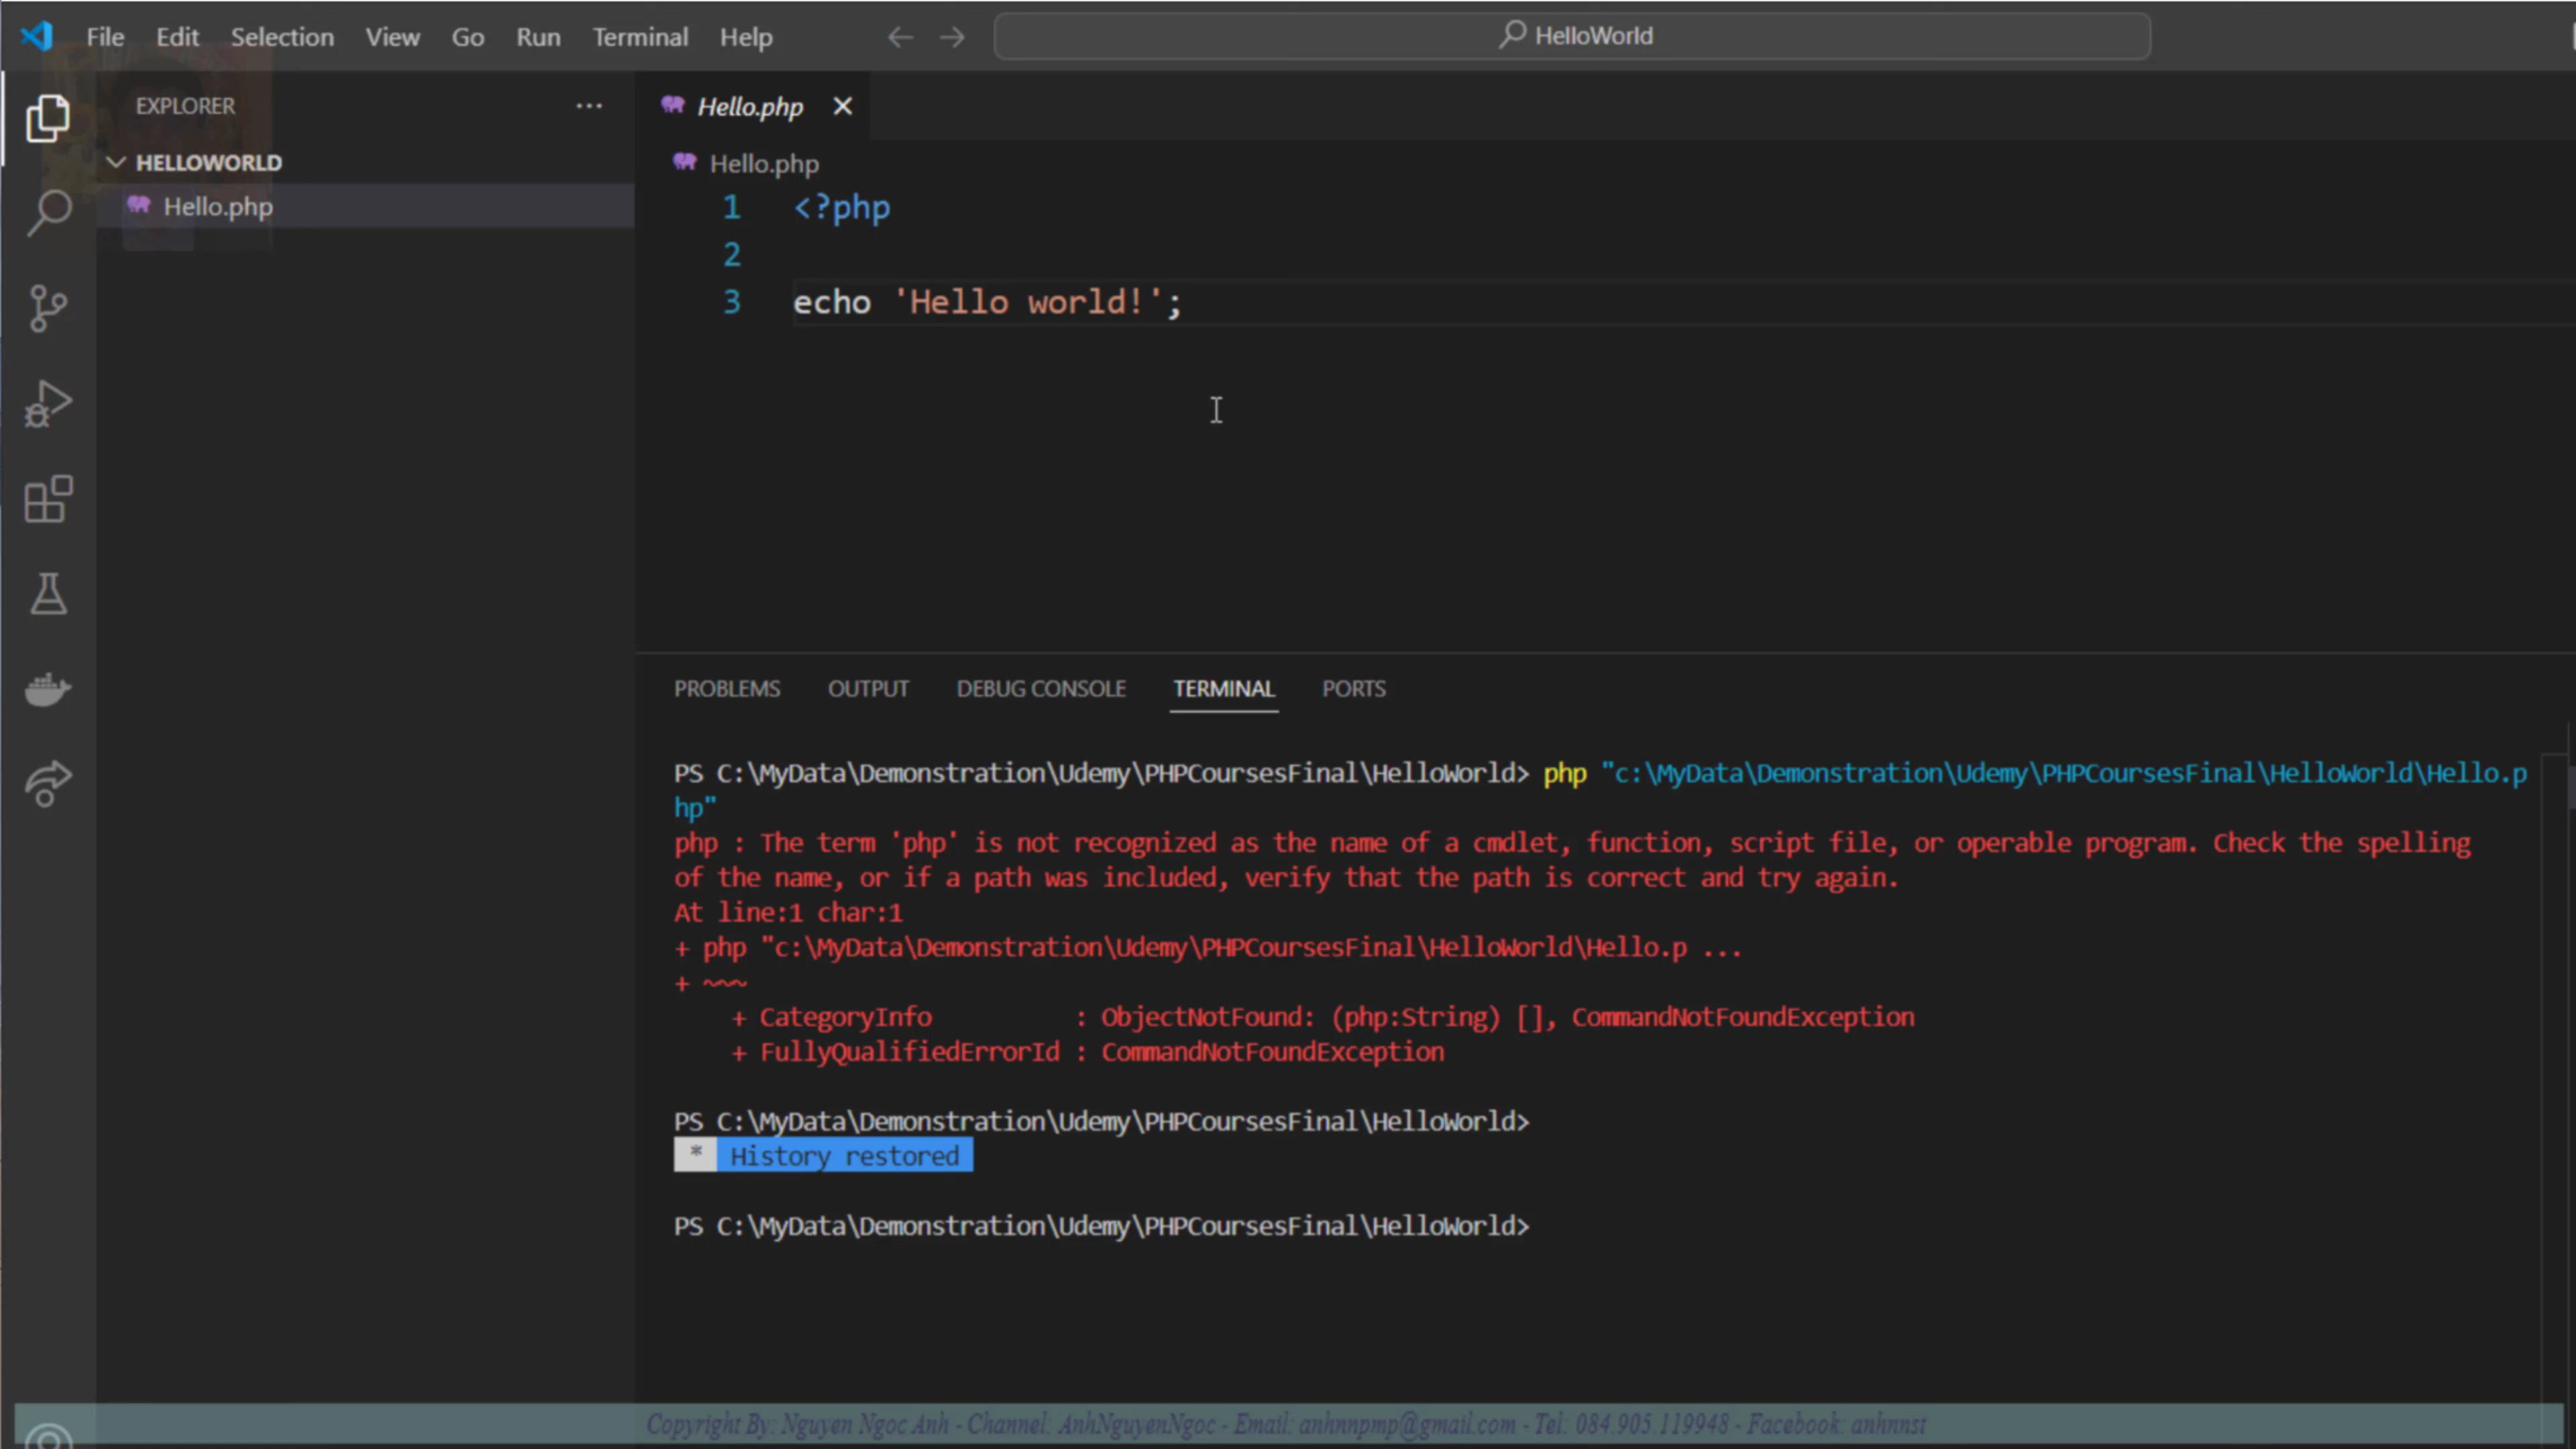 File Edit Selection View Go Run Terminal Help
HelloWorld
EXPLORER
HELLOWORLD
Hello.php
Hello.php
Hello.php
1 <?php
2
3 echo 'Hello world!';
PROBLEMS OUTPUT DEBUG CONSOLE TERMINAL PORTS
PS C:\MyData\Demonstration\Udemy\PHPCoursesFinal\HelloWorld> php "c:\MyData\Demonstration\Udemy\PHPCoursesFinal\HelloWorld\Hello.p
hp"
php : The term 'php' is not recognized as the name of a cmdlet, function, script file, or operable program. Check the spelling
of the name, or if a path was included, verify that the path is correct and try again.
At line:1 char:1
+ php "c:\MyData\Demonstration\Udemy\PHPCoursesFinal\HelloWorld\Hello.p ...
+ ~~~
+ CategoryInfo : ObjectNotFound: (php:String) [], CommandNotFoundException
+ FullyQualifiedErrorId : CommandNotFoundException
PS C:\MyData\Demonstration\Udemy\PHPCoursesFinal\HelloWorld>
* History restored
PS C:\MyData\Demonstration\Udemy\PHPCoursesFinal\HelloWorld>
Copyright By: Nguyen Ngoc Anh - Channel: AnhNguyenNgoc - Email: anhnnpmp@gmail.com - Tel: 084.905.119948 - Facebook: anhnnst